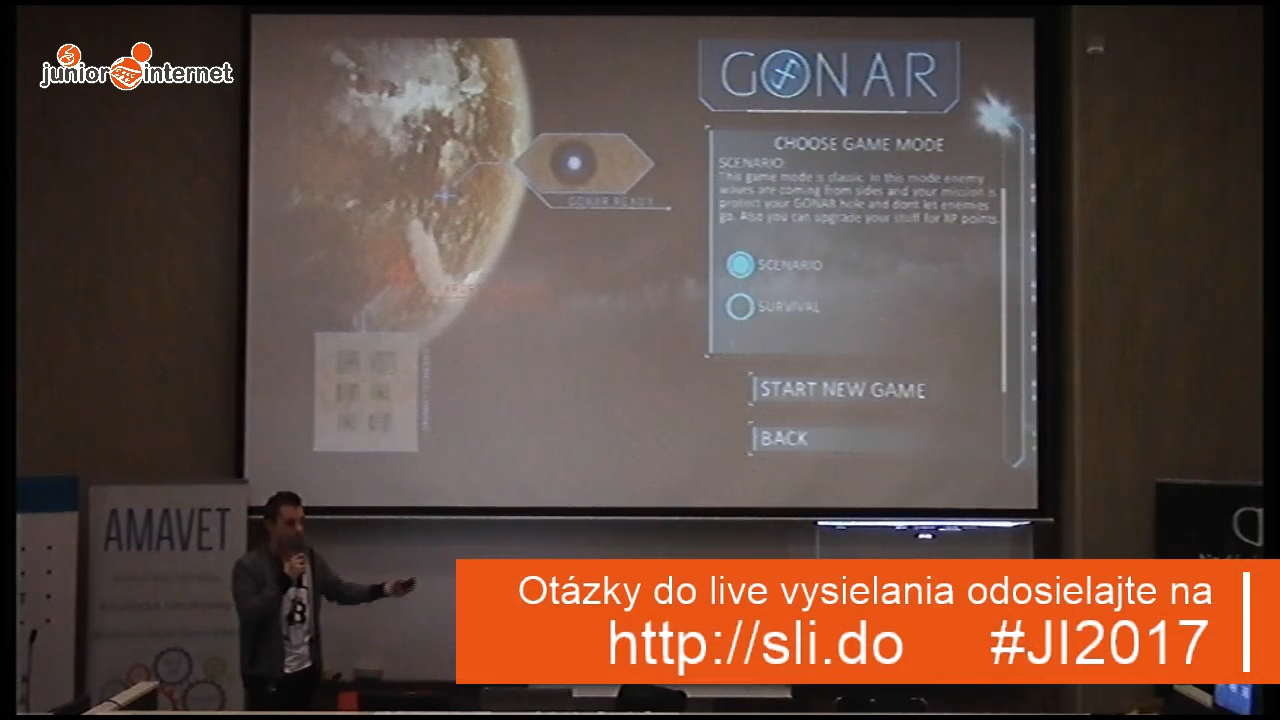 junior internet
GONAR
CHOOSE GAME MODE
SCENARIO:
This game mode is classic. In this mode enemy
waves are coming from sides and your mission is
protect your GONAR hole and dont let enemies
go. Also you can upgrade your stuff for XP points.
GONAR READY
SCENARIO
SURVIVAL
START NEW GAME
BACK
AMAVET
Otázky do live vysielania odosielajte na
http://sli.do #JI2017